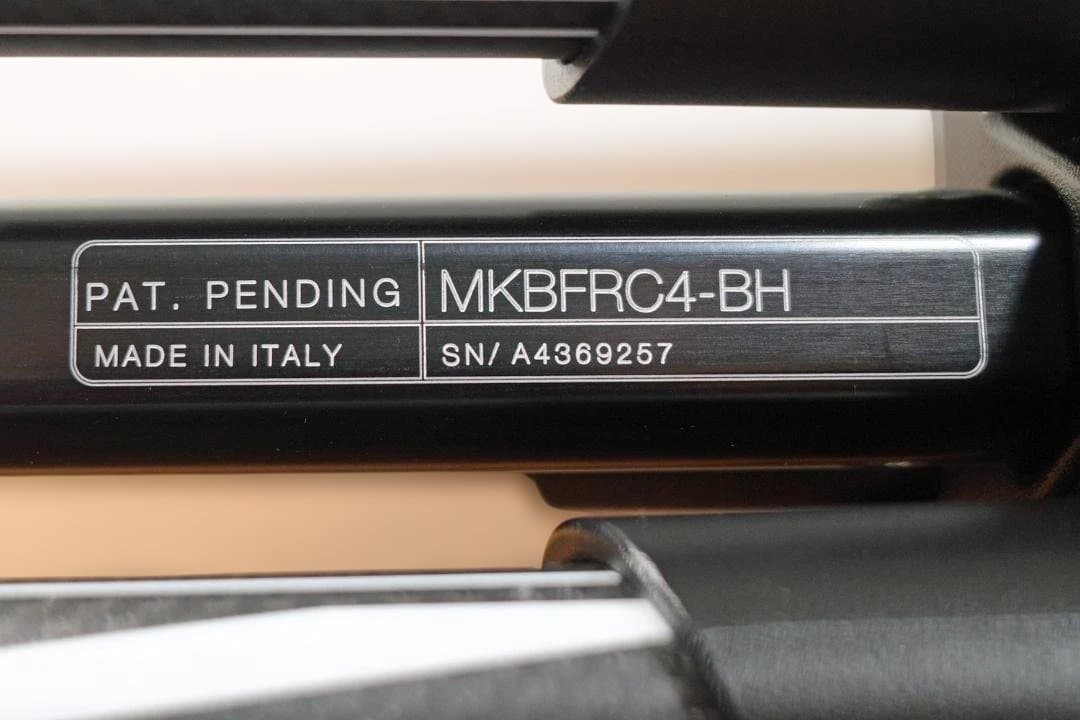 PAT. PENDING
MKBFRC4-BH
MADE IN ITALY
SN/ A4369257